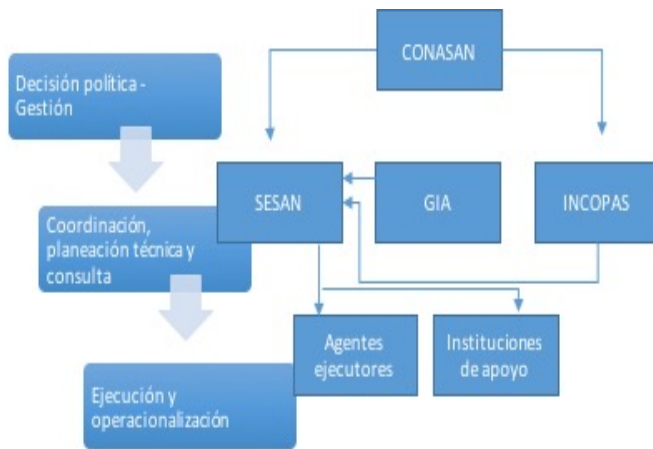 CONASAN
Decisión política -
Gestión
SESAN
GIA
INCOPAS
Coordinación,
planeación técnica y
consulta
Agentes
ejecutores
Instituciones
de apoyo
Ejecución y
operacionalización